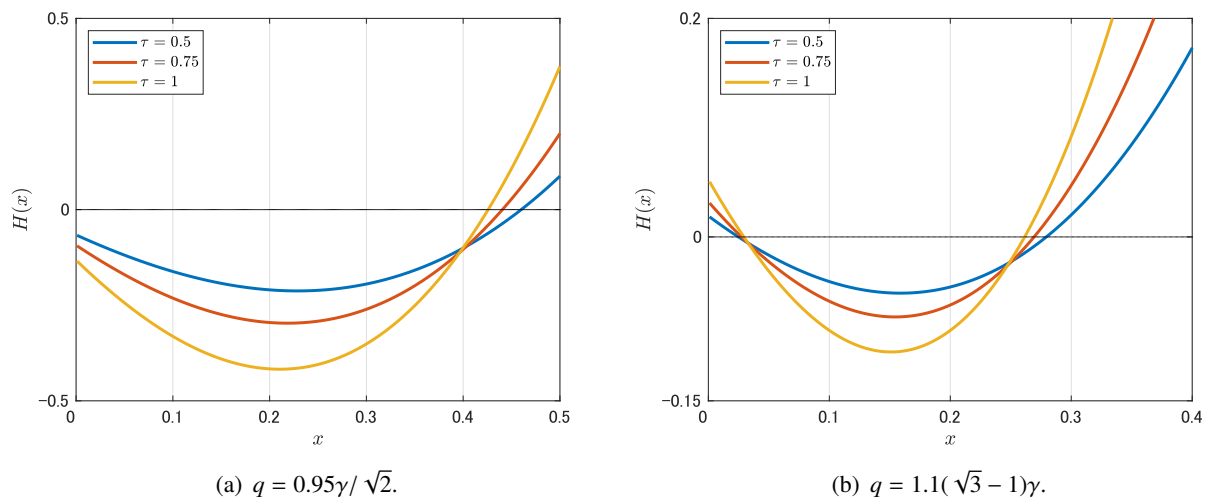 0.5
τ = 0.5
τ = 0.75
τ = 1
H(x)
0
−0.5
0 0.1 0.2 0.3 0.4 0.5
x
(a) q = 0.95γ/√2.
0.2
τ = 0.5
τ = 0.75
τ = 1
H(x)
0
−0.15
0 0.1 0.2 0.3 0.4
x
(b) q = 1.1(√3 − 1)γ.